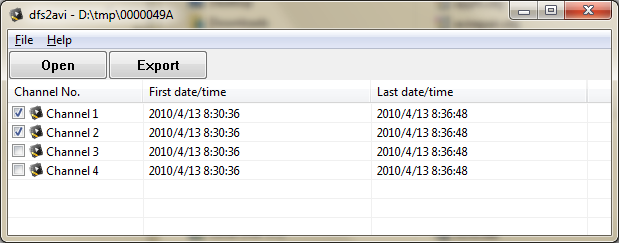 dfs2avi - D:\tmp\0000049A
File Help
Open Export
Channel No. First date/time Last date/time
Channel 1 2010/4/13 8:30:36 2010/4/13 8:36:48
Channel 2 2010/4/13 8:30:36 2010/4/13 8:36:48
Channel 3 2010/4/13 8:30:36 2010/4/13 8:36:48
Channel 4 2010/4/13 8:30:36 2010/4/13 8:36:48